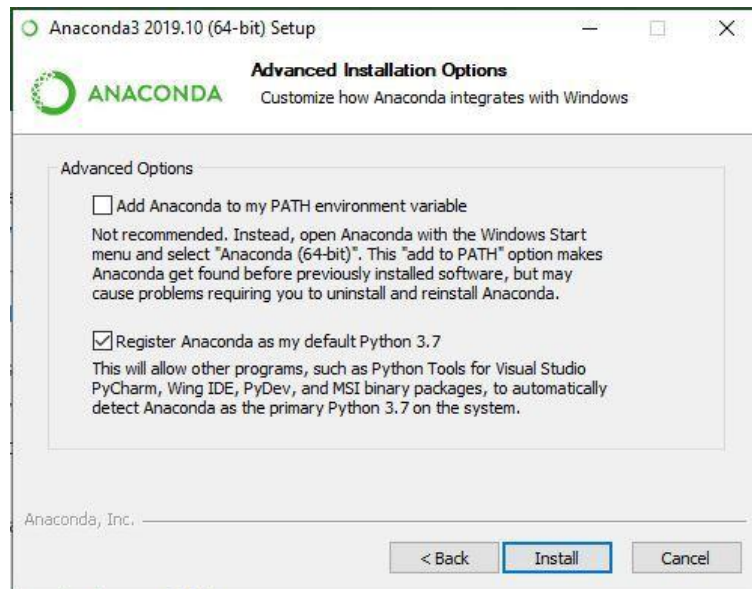 Anaconda3 2019.10 (64-bit) Setup
ANACONDA
Advanced Installation Options
Customize how Anaconda integrates with Windows
Advanced Options
Add Anaconda to my PATH environment variable
Not recommended. Instead, open Anaconda with the Windows Start
menu and select "Anaconda (64-bit)". This "add to PATH" option makes
Anaconda get found before previously installed software, but may
cause problems requiring you to uninstall and reinstall Anaconda.
Register Anaconda as my default Python 3.7
This will allow other programs, such as Python Tools for Visual Studio
PyCharm, Wing IDE, PyDev, and MSI binary packages, to automatically
detect Anaconda as the primary Python 3.7 on the system.
Anaconda, Inc.
< Back
Install
Cancel